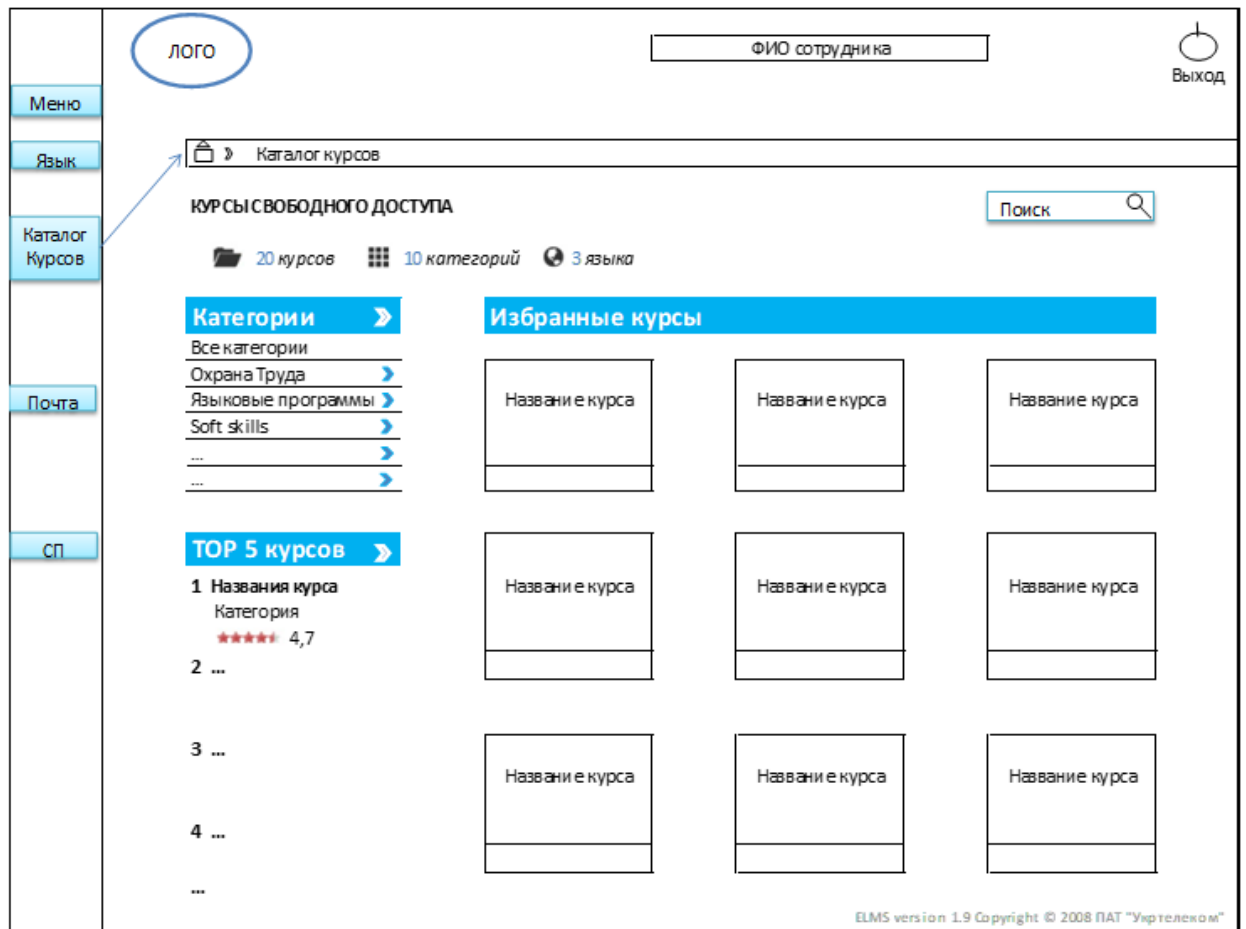 ЛОГО
ФИО сотрудника
Выход
Меню
Язык
Каталог
Курсов
Почта
СП
Каталог курсов
КУРСЫ СВОБОДНОГО ДОСТУПА
Поиск
20 курсов 10 категорий 3 языка
Категории
Все категории
Охрана Труда
Языковые программы
Soft skills
...
...
TOP 5 курсов
1 Названия курса
Категория
4,7
2 ...
3 ...
4 ...
...
Избранные курсы
Название курса Название курса Название курса
Название курса Название курса Название курса
Название курса Название курса Название курса
ELMS version 1.9 Copyright © 2008 ПАТ "Укртелеком"